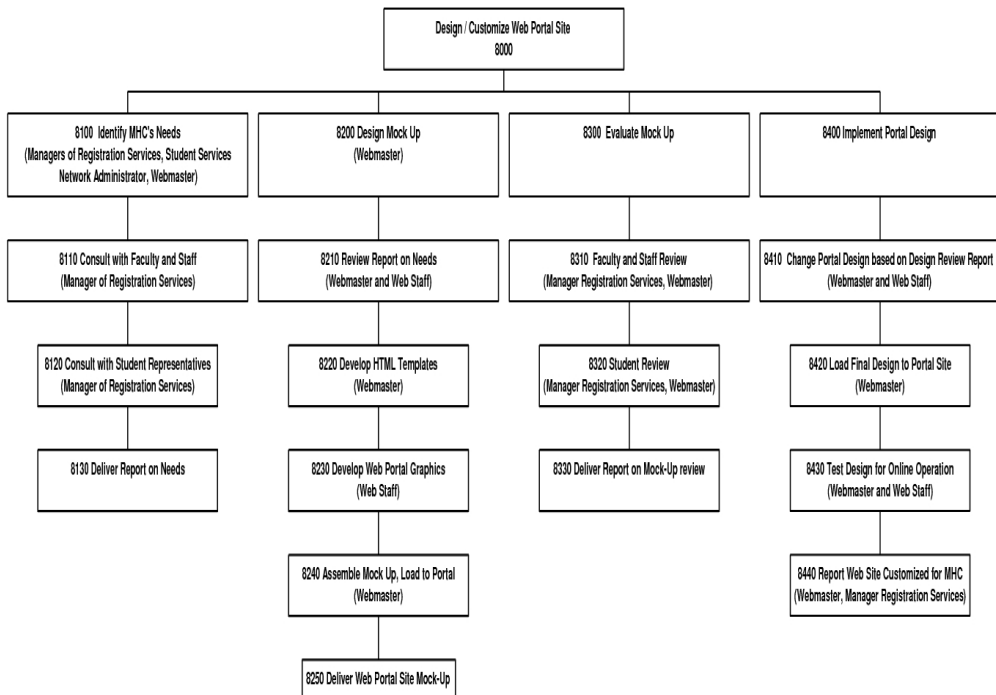 Design / Customize Web Portal Site
8000
8100 Identify MHC's Needs
(Managers of Registration Services, Student Services
Network Administrator, Webmaster)
8110 Consult with Faculty and Staff
(Manager of Registration Services)
8120 Consult with Student Representatives
(Manager of Registration Services)
8130 Deliver Report on Needs
8200 Design Mock Up
(Webmaster)
8210 Review Report on Needs
(Webmaster and Web Staff)
8220 Develop HTML Templates
(Webmaster)
8230 Develop Web Portal Graphics
(Web Staff)
8240 Assemble Mock Up, Load to Portal
(Webmaster)
8250 Deliver Web Portal Site Mock-Up
8300 Evaluate Mock Up
8310 Faculty and Staff Review
(Manager Registration Services, Webmaster)
8320 Student Review
(Manager Registration Services, Webmaster)
8330 Deliver Report on Mock-Up review
8400 Implement Portal Design
8410 Change Portal Design based on Design Review Report
(Webmaster and Web Staff)
8420 Load Final Design to Portal Site
(Webmaster)
8430 Test Design for Online Operation
(Webmaster and Web Staff)
8440 Report Web Site Customized for MHC
(Webmaster, Manager Registration Services)